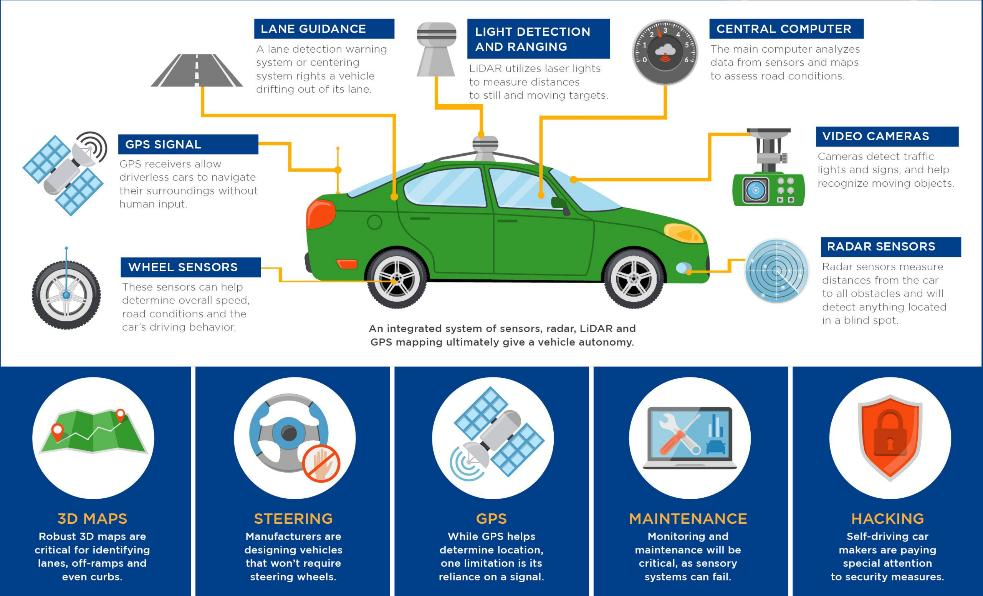 LANE GUIDANCE
A lane detection warning
system or centering
system rights a vehicle
drifting out of its lane.
LIGHT DETECTION
AND RANGING
LiDAR utilizes laser lights
to measure distances
to still and moving targets.
CENTRAL COMPUTER
The main computer analyzes
data from sensors and maps
to assess road conditions.
GPS SIGNAL
GPS receivers allow
driverless cars to navigate
their surroundings without
human input.
VIDEO CAMERAS
Cameras detect traffic
lights and signs, and help
recognize moving objects.
WHEEL SENSORS
These sensors can help
determine overall speed,
road conditions and the
car's driving behavior.
RADAR SENSORS
Radar sensors measure
distances from the car
to all obstacles and will
detect anything located
in a blind spot.
An integrated system of sensors, radar, LiDAR and
GPS mapping ultimately give a vehicle autonomy.
3D MAPS
Robust 3D maps are
critical for identifying
lanes, off-ramps and
even curbs.
STEERING
Manufacturers are
designing vehicles
that won't require
steering wheels.
GPS
While GPS helps
determine location,
one limitation is its
reliance on a signal.
MAINTENANCE
Monitoring and
maintenance will be
critical, as sensory
systems can fail.
HACKING
Self-driving car
makers are paying
special attention
to security measures.